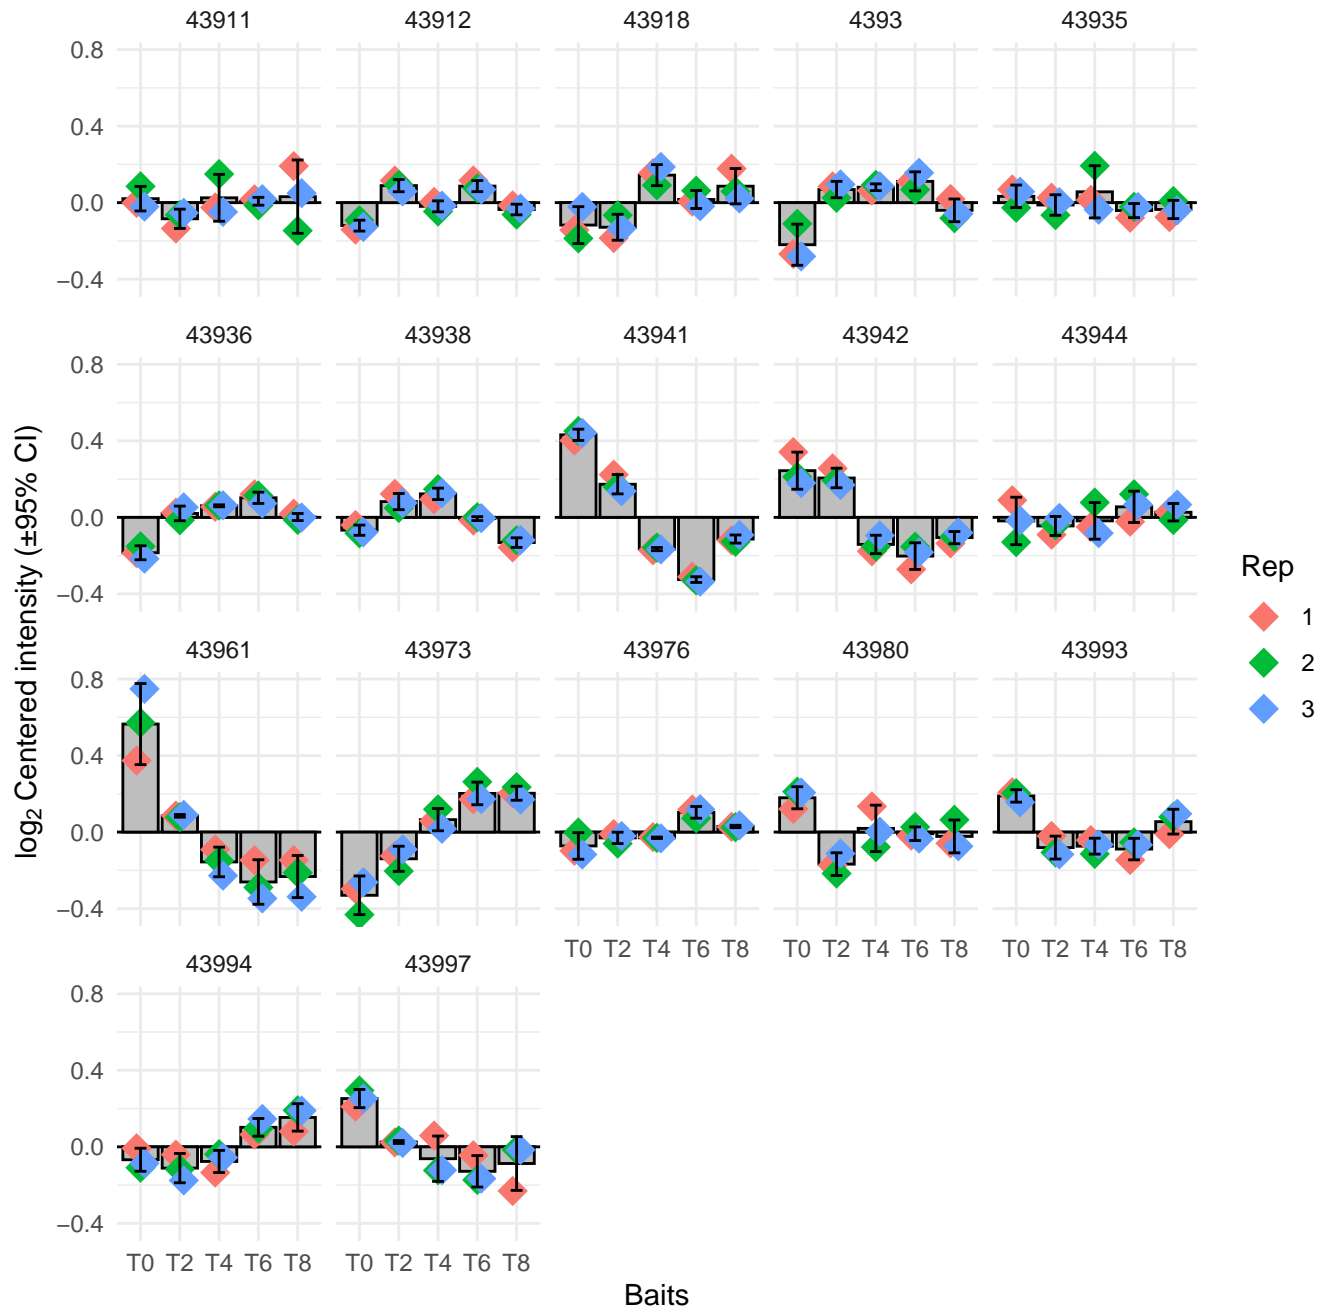 43911 43912 43918 4393 43935
0.8
0.4
0.0
−0.4
43936 43938 43941 43942 43944
0.8
0.4
0.0
−0.4
43961 43973 43976 43980 43993
0.8
0.4
0.0
−0.4
T0 T2 T4 T6 T8 T0 T2 T4 T6 T8 T0 T2 T4 T6 T8
43994 43997
0.8
0.4
0.0
−0.4
T0 T2 T4 T6 T8 T0 T2 T4 T6 T8
Baits
log₂ Centered intensity (±95% CI)
Rep
1
2
3